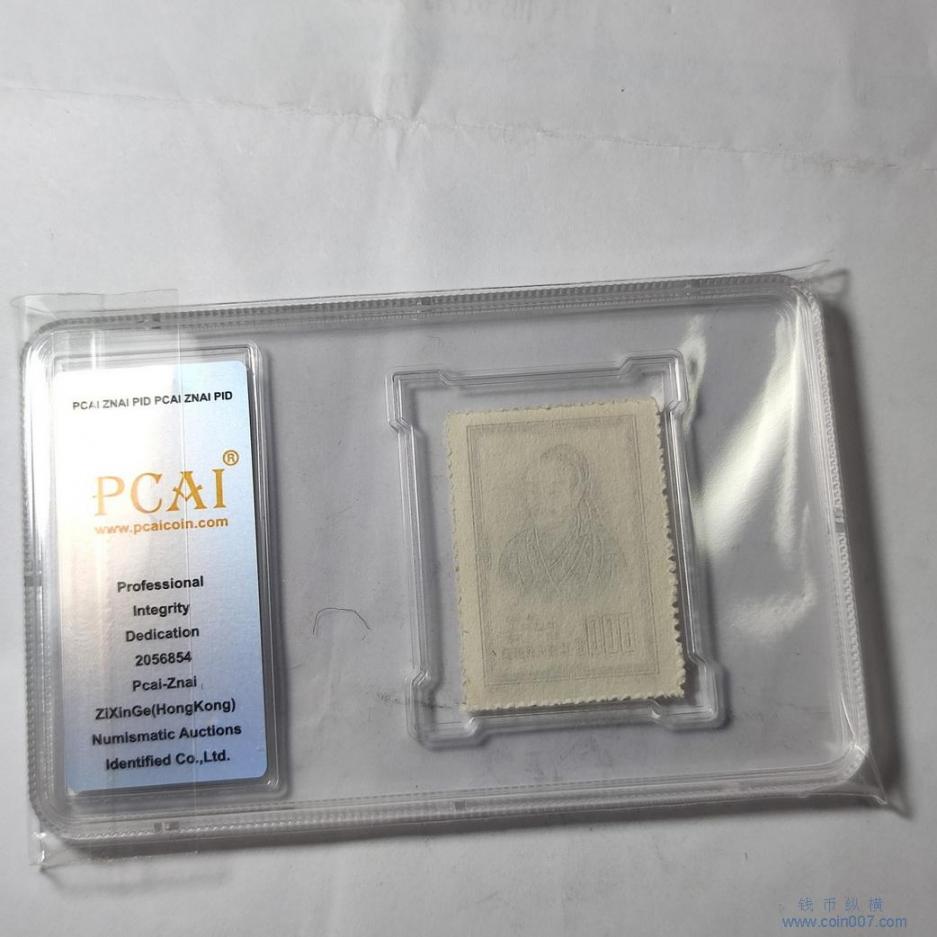 PCAI ZNAI PID PCAI ZNAI PID
PCAI®
www.pcaicoin.com
Professional
Integrity
Dedication
2056854
Pcai-Znai
ZiXinGe(HongKong)
Numismatic Auctions
Identified Co.,Ltd.
钱币纵横
www.coin007.com